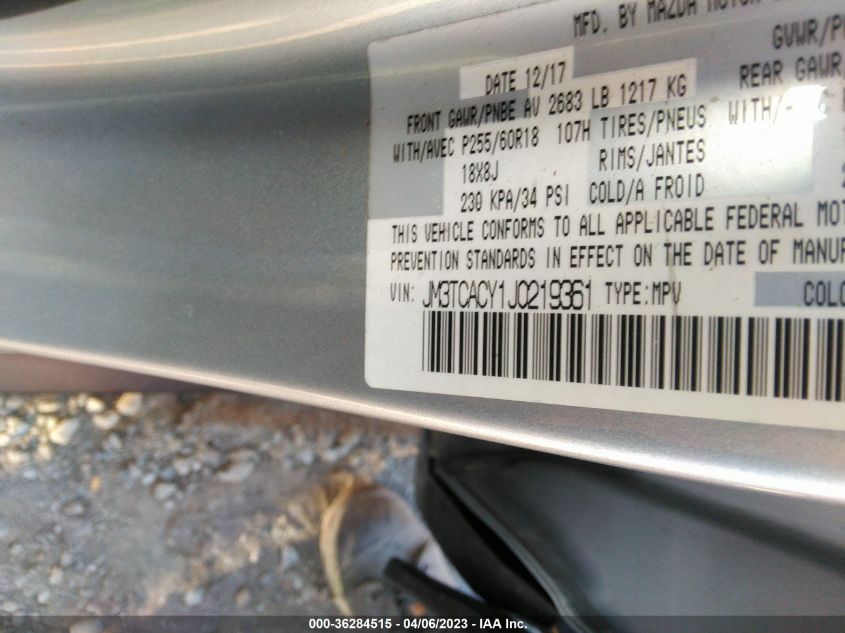 MFD. BY MAZDA MOTOR
DATE 12/17 GVWR/
FRONT GAWR/PNBE AV 2683 LB 1217 KG REAR GAWR
WITH/AVEC P255/60R18 107H TIRES/PNEUS WITH/
18X8J RIMS/JANTES
230 KPA/34 PSI COLD/A FROID
THIS VEHICLE CONFORMS TO ALL APPLICABLE FEDERAL MOT
PREVENTION STANDARDS IN EFFECT ON THE DATE OF MANUF
VIN: JM3TCACY1J0219361 TYPE:MPV COLO
000-36284515 - 04/06/2023 - IAA Inc.